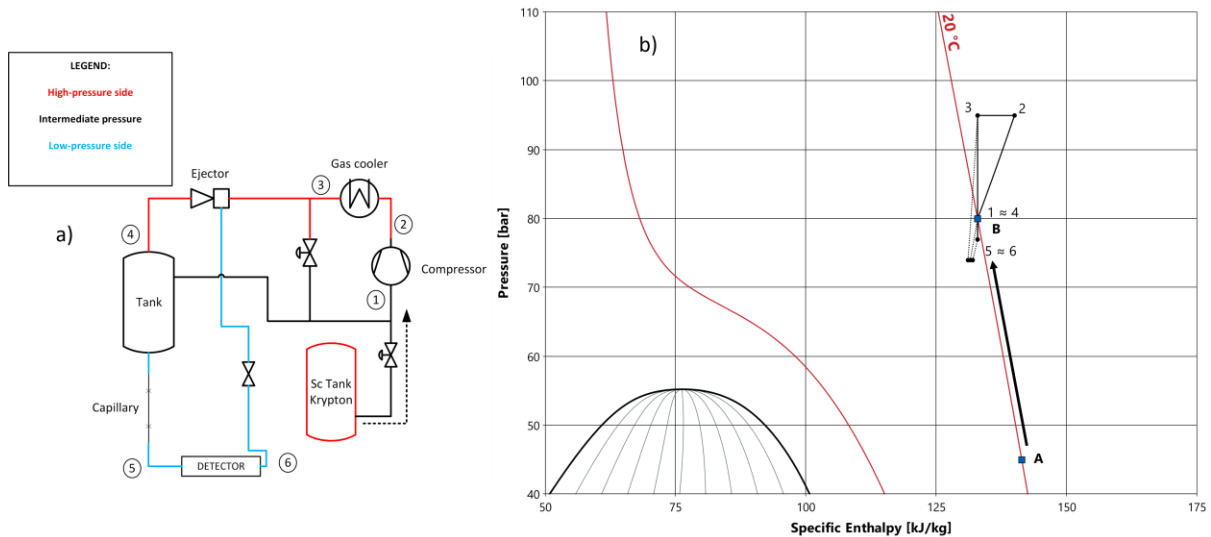 LEGEND:
High-pressure side
Intermediate pressure
Low-pressure side
a)
Ejector
Gas cooler
3
2
4
Compressor
Tank
1
Sc Tank
Krypton
Capillary
5
DETECTOR
6
b)
110
100
90
80
70
60
50
40
Pressure [bar]
20 °C
3
2
1 ≈ 4
B
5 ≈ 6
A
50
75
100
125
150
175
Specific Enthalpy [kJ/kg]